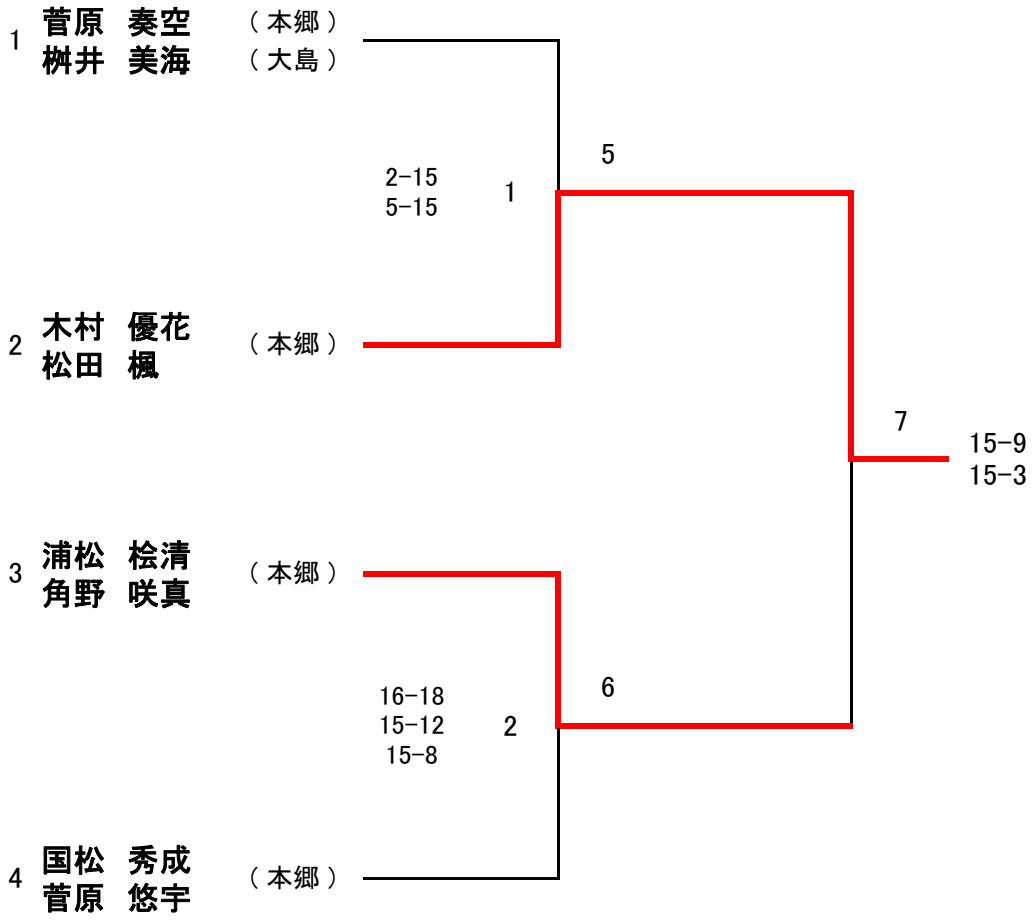 1 菅原 奏空 (本郷)
桝井 美海 (大島)
5
2-15
5-15
1
2 木村 優花 (本郷)
松田 楓
7
15-9
15-3
3 浦松 桧清 (本郷)
角野 咲真
6
16-18
15-12
15-8
2
4 国松 秀成 (本郷)
菅原 悠宇